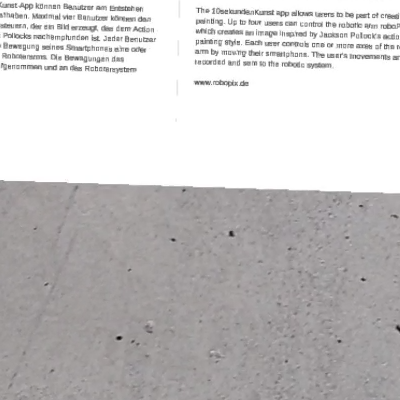 Kunst-App können Benutzer am Entstehen
teilhaben. Maximal vier Benutzer können den
steuern, der ein Bild erzeugt, das dem Action
Pollocks nachempfunden ist. Jeder Benutzer
Bewegung seines Smartphones eine oder
Roboterarms. Die Bewegungen des
fgenommen und an das Robotersystem
The 10sekundenKunst app allows users to be part of creati
painting. Up to four users can control the robotic arm roboP
which creates an image inspired by Jackson Pollock's actio
painting style. Each user controls one or more axes of the r
arm by moving their smartphone. The user's movements ar
recorded and sent to the robotic system.
www.robopix.de